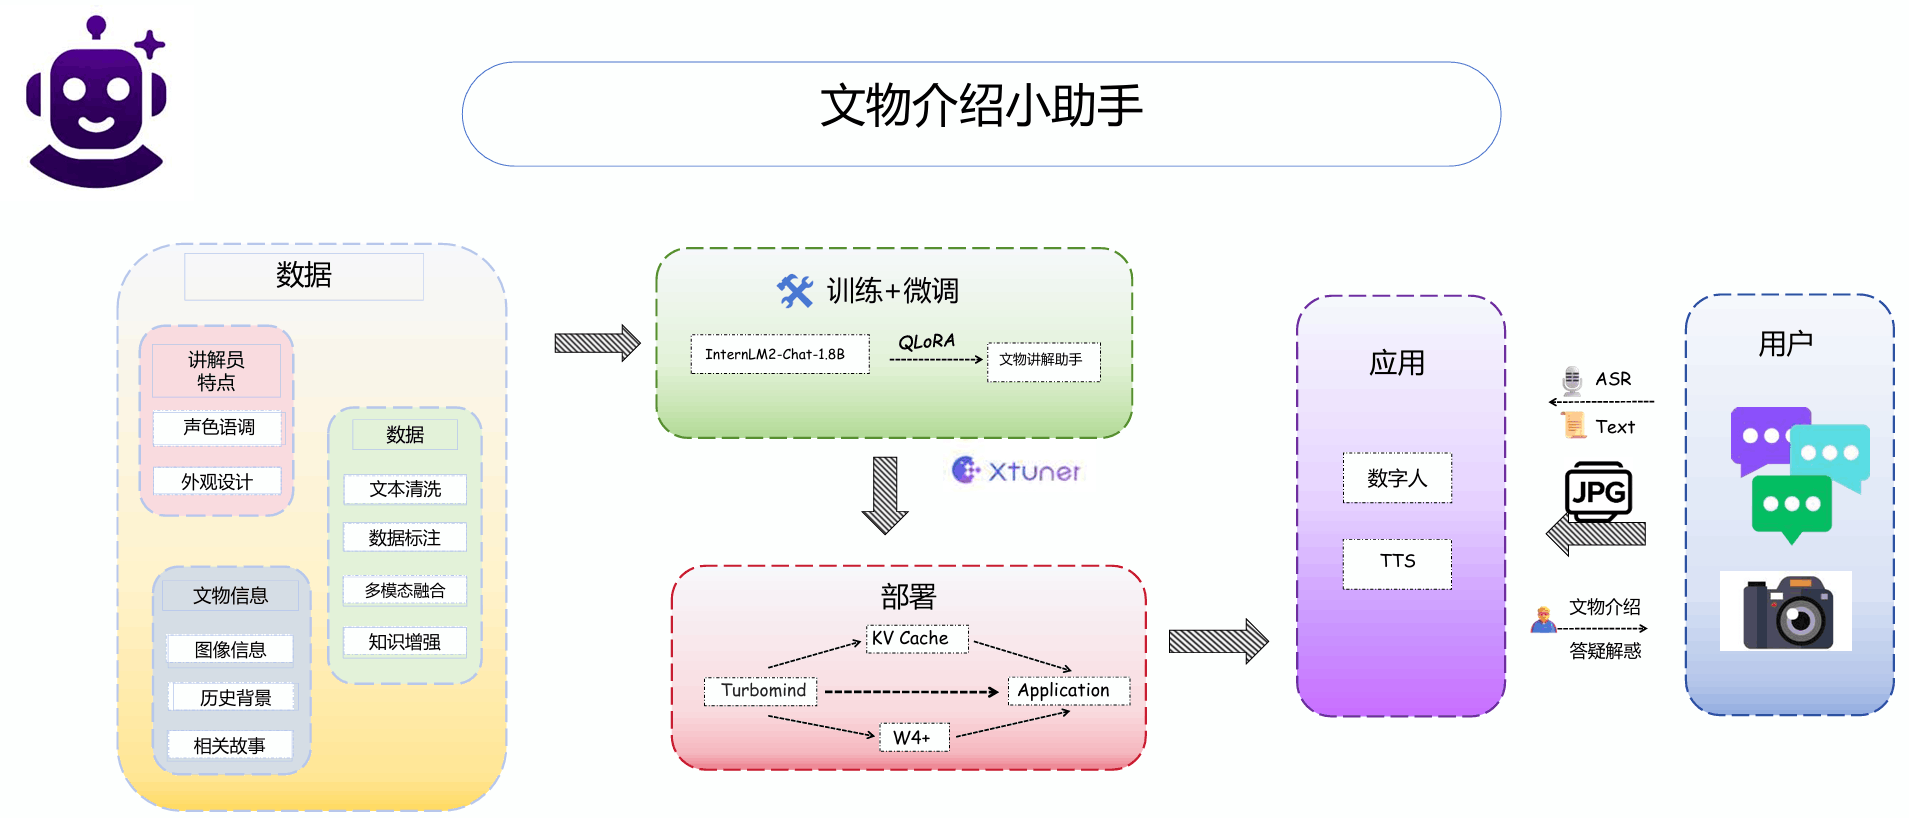 文物介绍小助手
数据
讲解员
特点
声色语调
外观设计
数据
文本清洗
数据标注
多模态融合
知识增强
文物信息
图像信息
历史背景
相关故事
训练+微调
InternLM2-Chat-1.8B
QLoRA
文物讲解助手
Xtuner
部署
KV Cache
Turbomind
Application
W4+
应用
数字人
TTS
ASR
Text
JPG
文物介绍
答疑解惑
用户